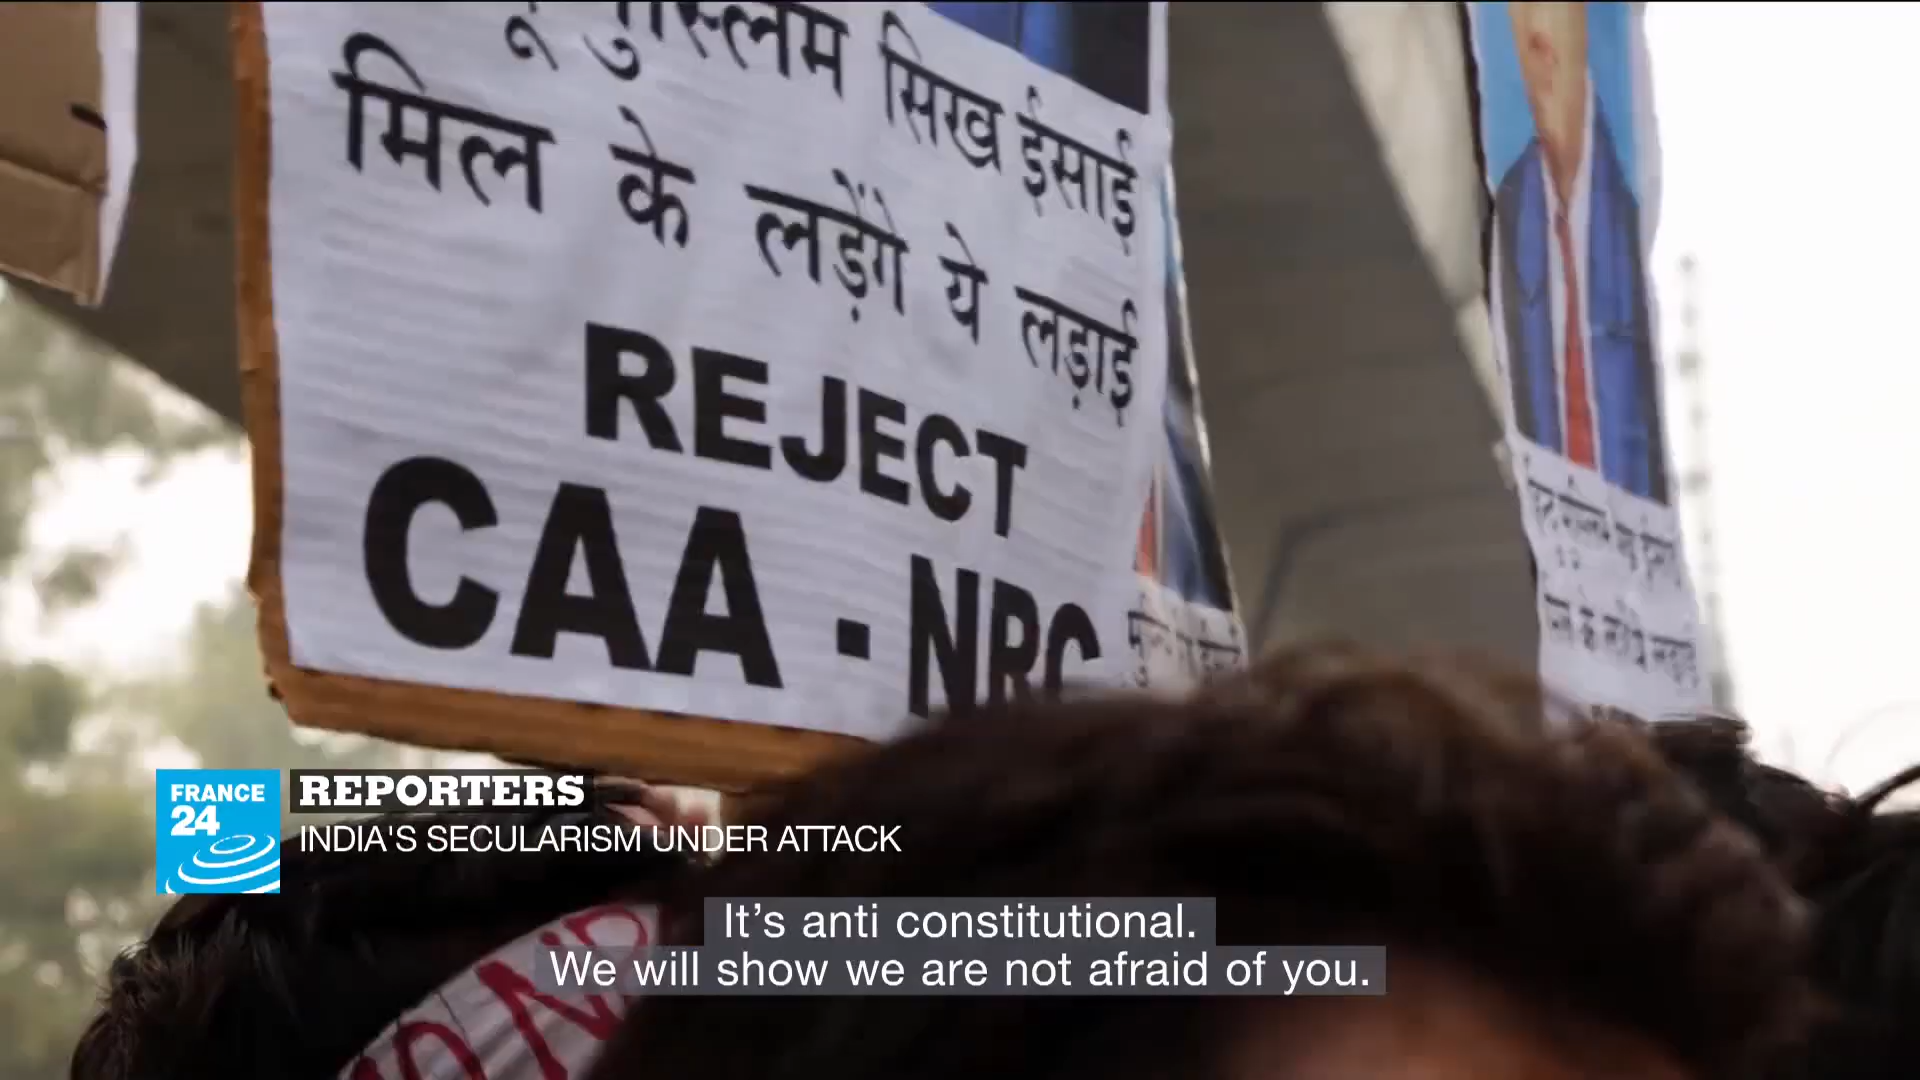 मुस्लिम सिख ईसाई
मिल के लड़ेंगे ये लड़ाई
REJECT
CAA - NRC
FRANCE
24
REPORTERS
INDIA'S SECULARISM UNDER ATTACK
It's anti constitutional.
We will show we are not afraid of you.